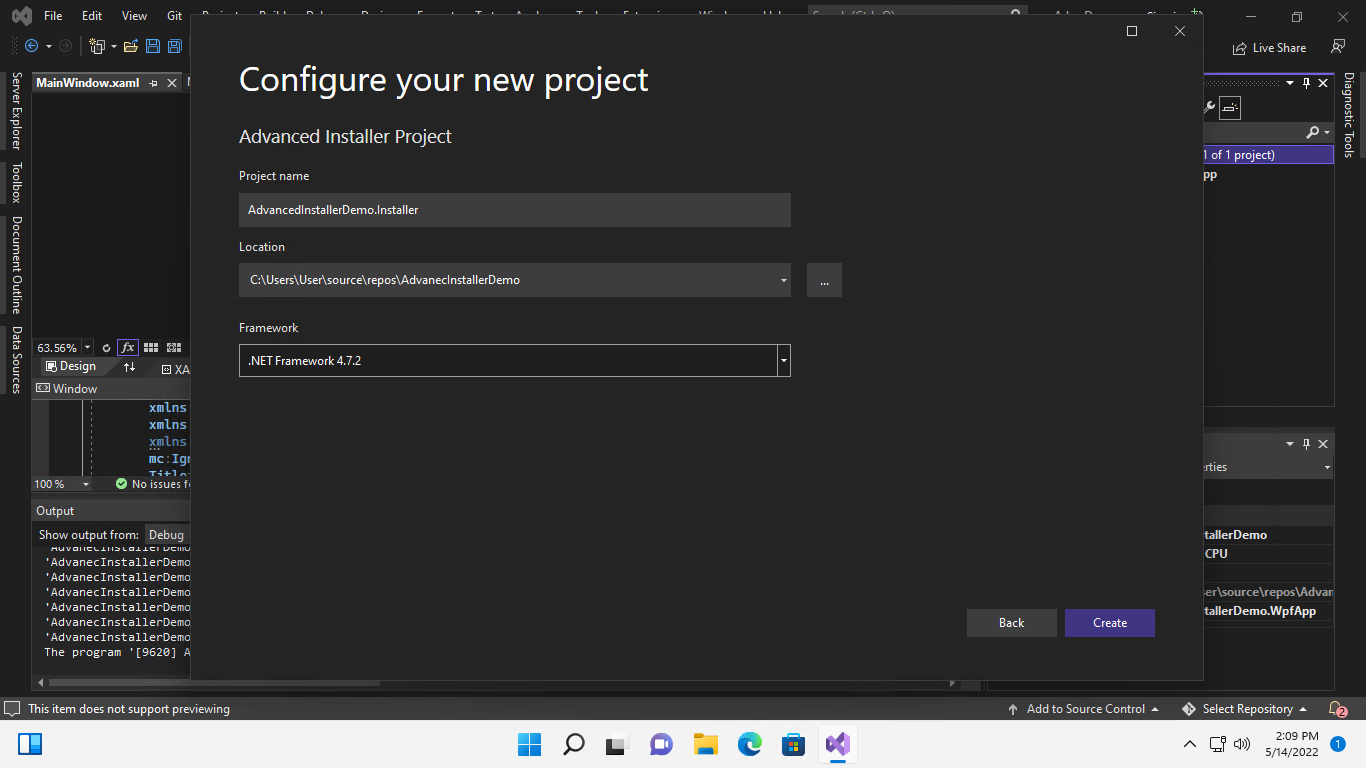 File Edit View Git
Live Share
Configure your new project
MainWindow.xaml
Server Explorer
Toolbox
Document Outline
Data Sources
Diagnostic Tools
Advanced Installer Project
1 of 1 project)
pp
Project name
AdvancedInstallerDemo.Installer
Location
C:\Users\User\source\repos\AdvanecInstallerDemo
...
Framework
.NET Framework 4.7.2
63.56%
fx
Design
XA
Window
xmlns
xmlns
xmlns
mc:Ign
Title
100 %
No issues fo
Output
Show output from: Debug
'AdvanecInstallerDemo
'AdvanecInstallerDemo
'AdvanecInstallerDemo
'AdvanecInstallerDemo
'AdvanecInstallerDemo
'AdvanecInstallerDemo
'AdvanecInstallerDemo
The program '[9620] A
rties
tallerDemo
CPU
ser\source\repos\Advan
tallerDemo.WpfApp
Back
Create
This item does not support previewing
Add to Source Control
Select Repository
2
2:09 PM
5/14/2022
1